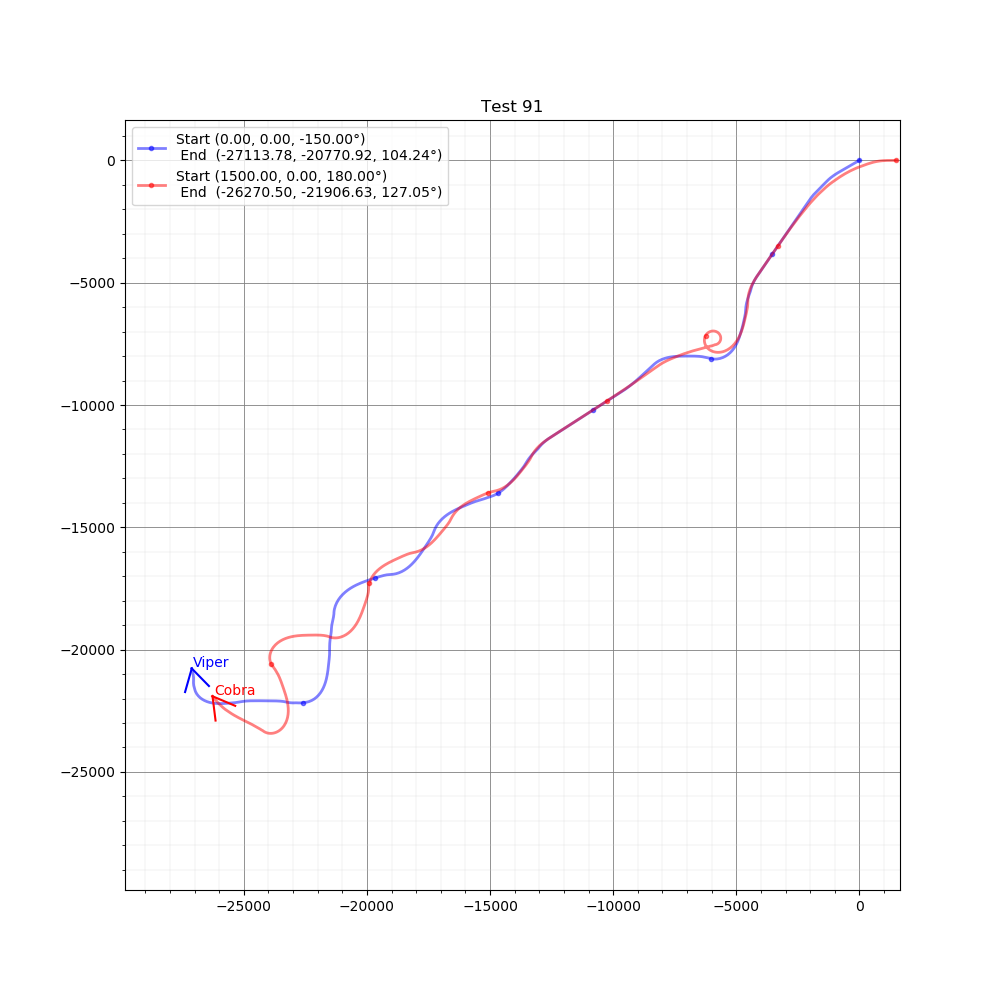 Test 91
Start (0.00, 0.00, -150.00°)
End (-27113.78, -20770.92, 104.24°)
Start (1500.00, 0.00, 180.00°)
End (-26270.50, -21906.63, 127.05°)
0
−5000
−10000
−15000
−20000
−25000
Viper
Cobra
−25000 −20000 −15000 −10000 −5000 0